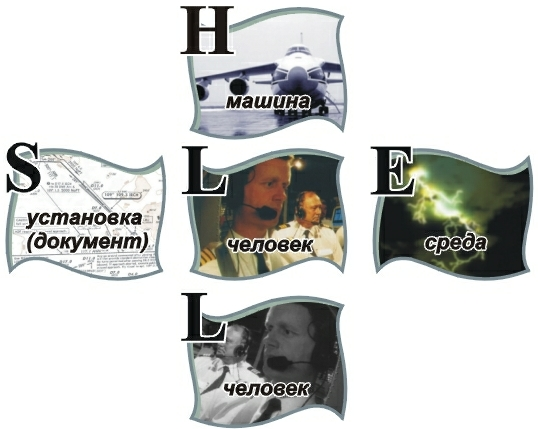 H
машина
S
установка
(документ)
L
человек
E
среда
L
человек